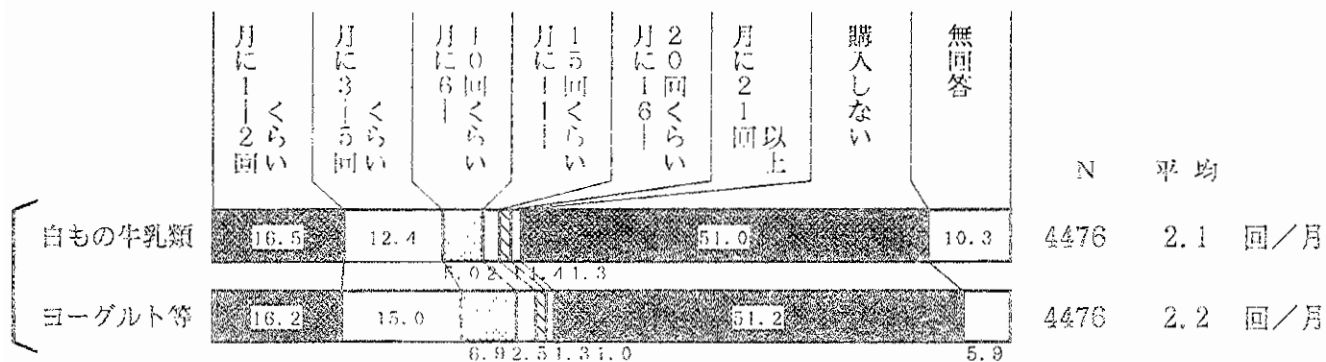 月に1ー2回くらい
月に3ー5回くらい
月に6ー10回くらい
月に11ー15回くらい
月に16ー20回くらい
月に21回以上
購入しない
無回答
N 平均
白もの牛乳類 16.5 12.4 51.0 10.3 4476 2.1 回／月
5.0 2.1 1.4 1.3
ヨーグルト等 16.2 15.0 51.2 4476 2.2 回／月
6.9 2.5 1.3 1.0 5.9